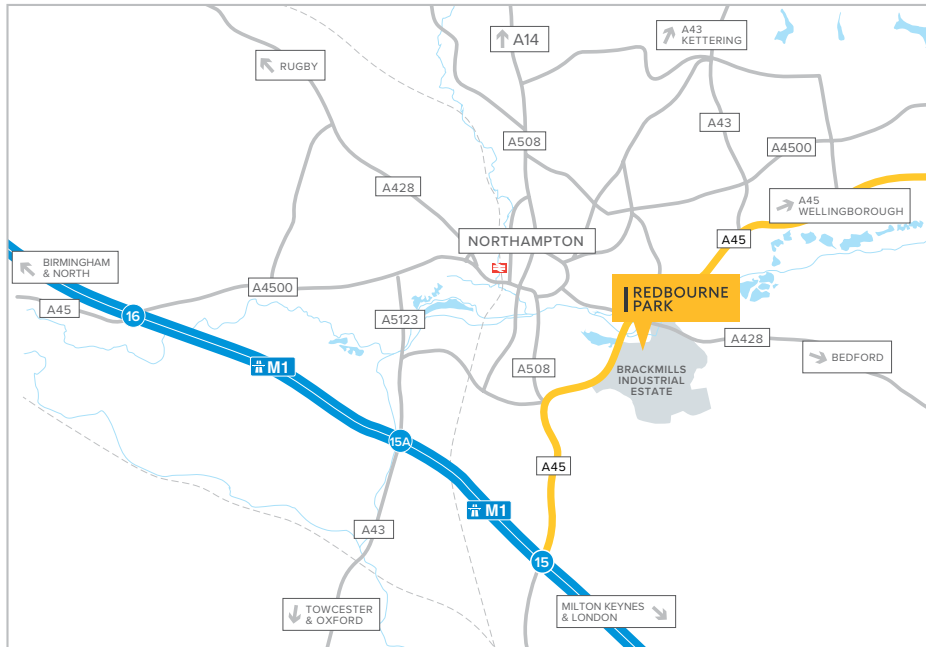 A14
A43
KETTERING
RUGBY
A508
A43
A4500
A428
A45
WELLINGBOROUGH
NORTHAMPTON
A45
BIRMINGHAM
& NORTH
A4500
REDBOURNE
PARK
A45
16
A5123
A428
BEDFORD
M1
A508
BRACKMILLS
INDUSTRIAL
ESTATE
15A
A45
M1
A43
15
TOWCESTER
& OXFORD
MILTON KEYNES
& LONDON